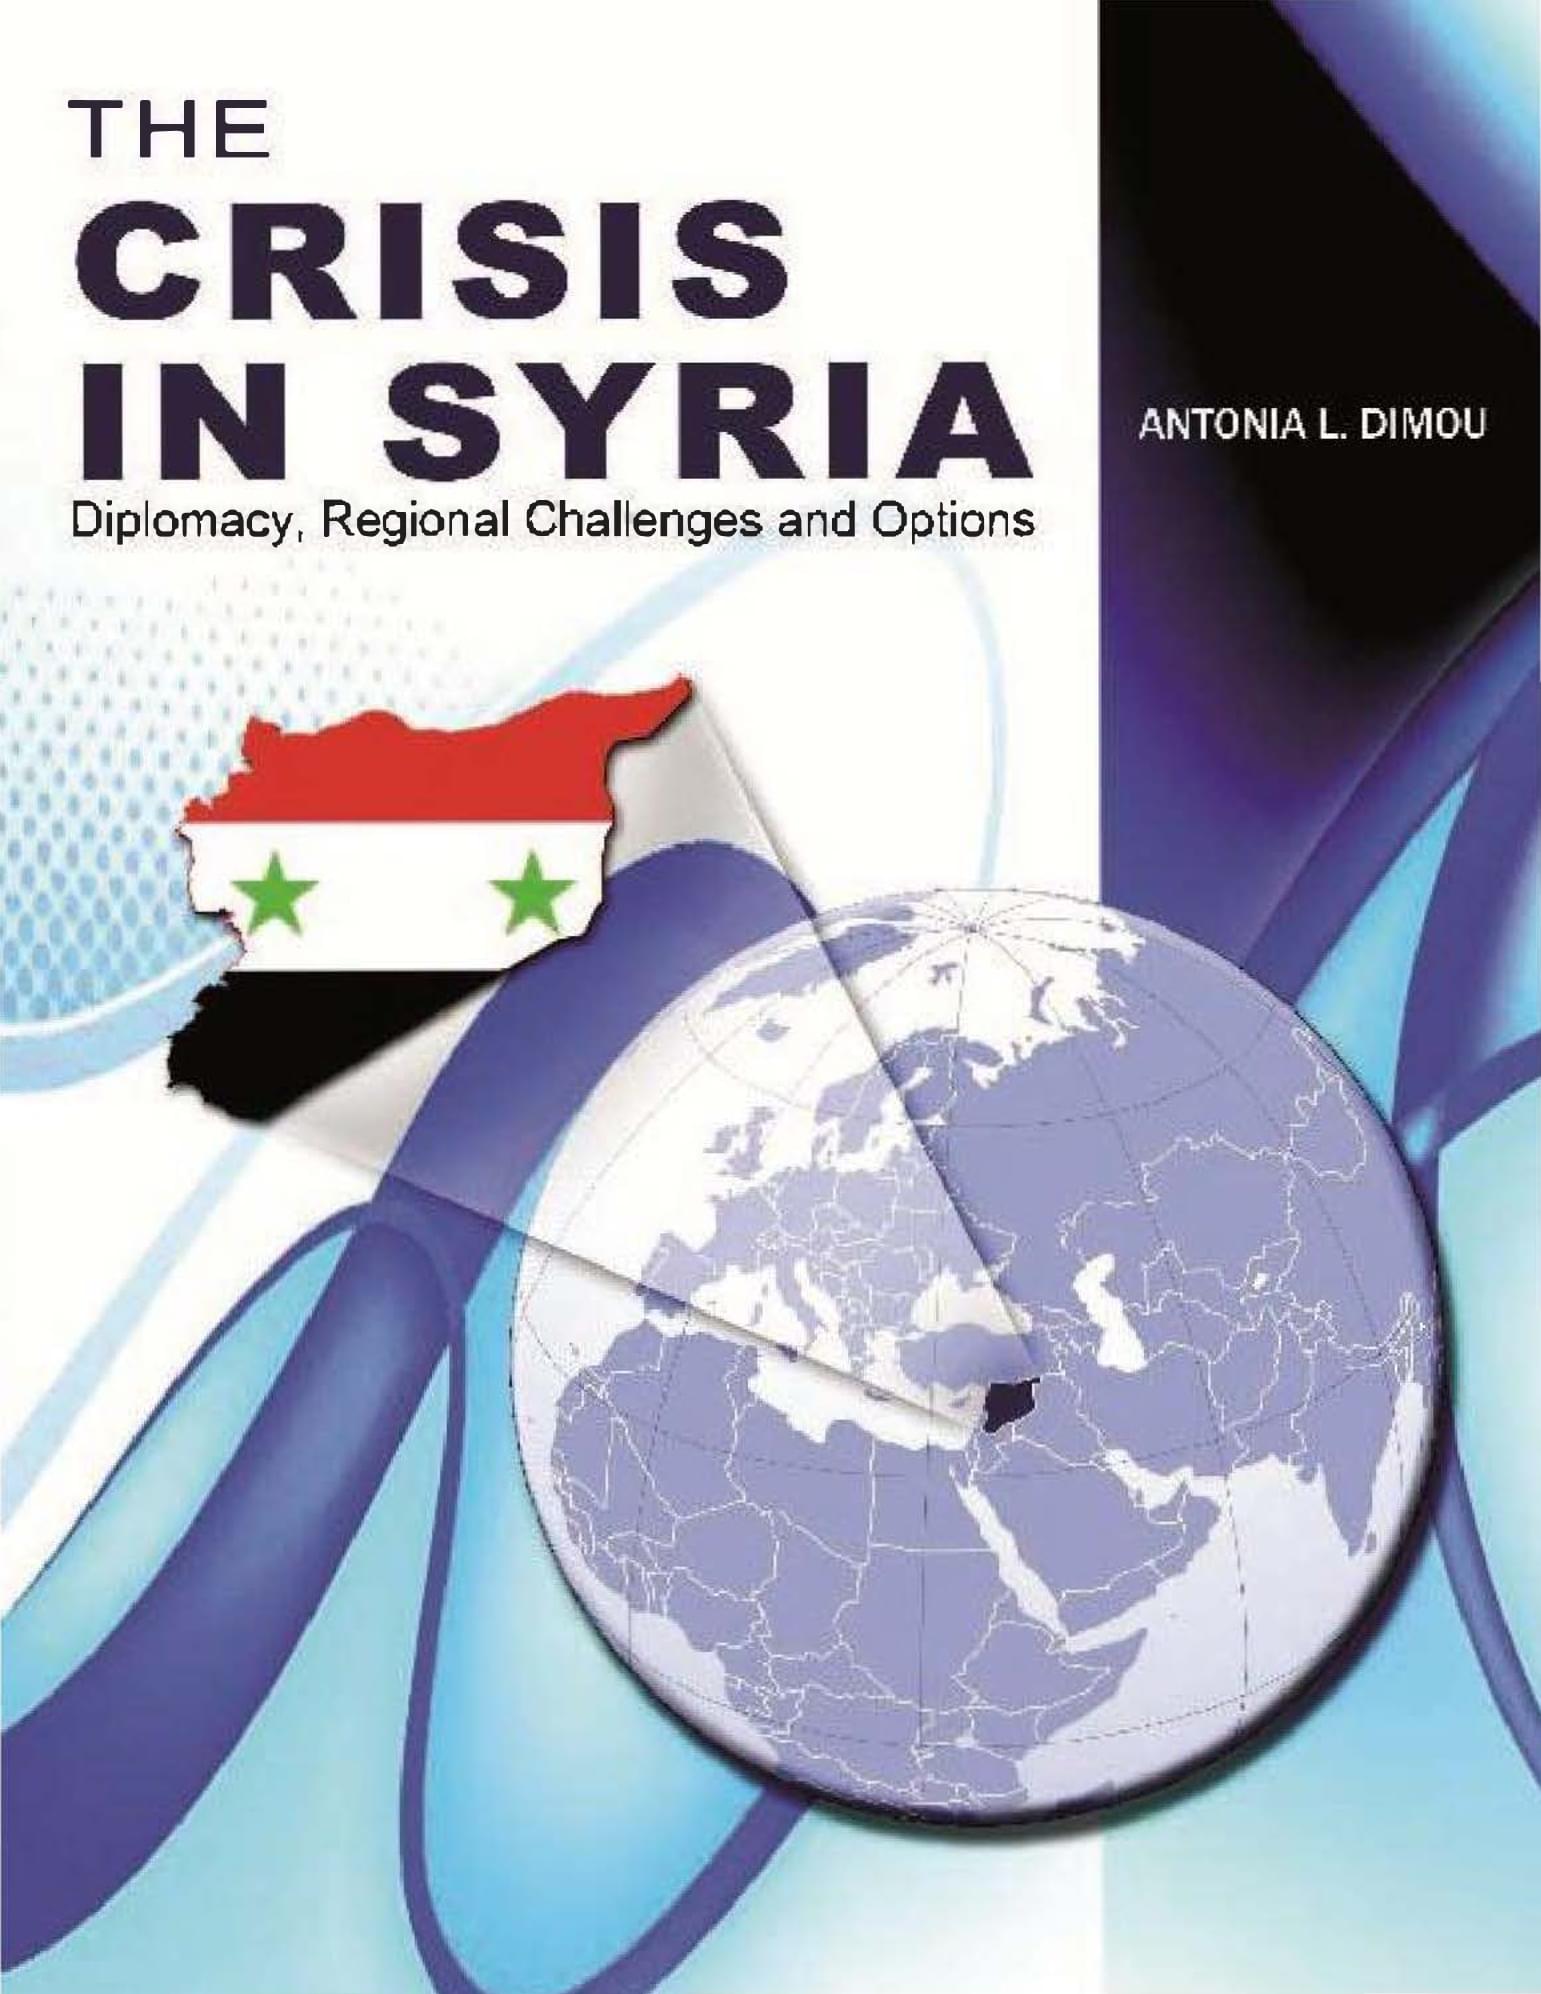 THE
CRISIS
IN SYRIA
Diplomacy, Regional Challenges and Options
ANTONIA L. DIMOU